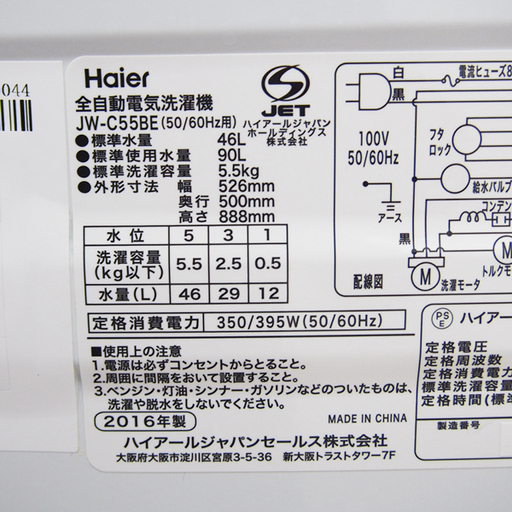 6044
Haier
JET
全自動電気洗濯機
JW-C55BE(50/60Hz用)
ハイアールジャパン
ホールディングス
株式会社
●標準水量 46L
●標準使用水量 90L
●標準洗濯容量 5.5kg
●外形寸法 幅 526mm
奥行 500mm
高さ 888mm
水位 5 3 1
洗濯容量(kg以下) 5.5 2.5 0.5
水量(L) 46 29 12
定格消費電力 350/395W(50/60Hz)
■使用上の注意
1.電源は必ずコンセントからとること。
2.周囲に間隔をおいて設置すること。
3.ベンジン・灯油・シンナー・ガソリンなどのついたものは、
洗濯や脱水をしないでください。
2016年製
MADE IN CHINA
ハイアールジャパンセールス株式会社
大阪府大阪市淀川区宮原3-5-36 新大阪トラストタワー7F
白
黒
電流ヒューズ8
100V
50/60Hz
フタ
ロック
給水バルブ
アース
コンデン
黒
M
洗濯モータ
M
トルクモ
配線図
PS
E
ハイアー
定格電圧
定格周波数
定格消費電力
標準洗濯容量
定格時間(標準
製造番号